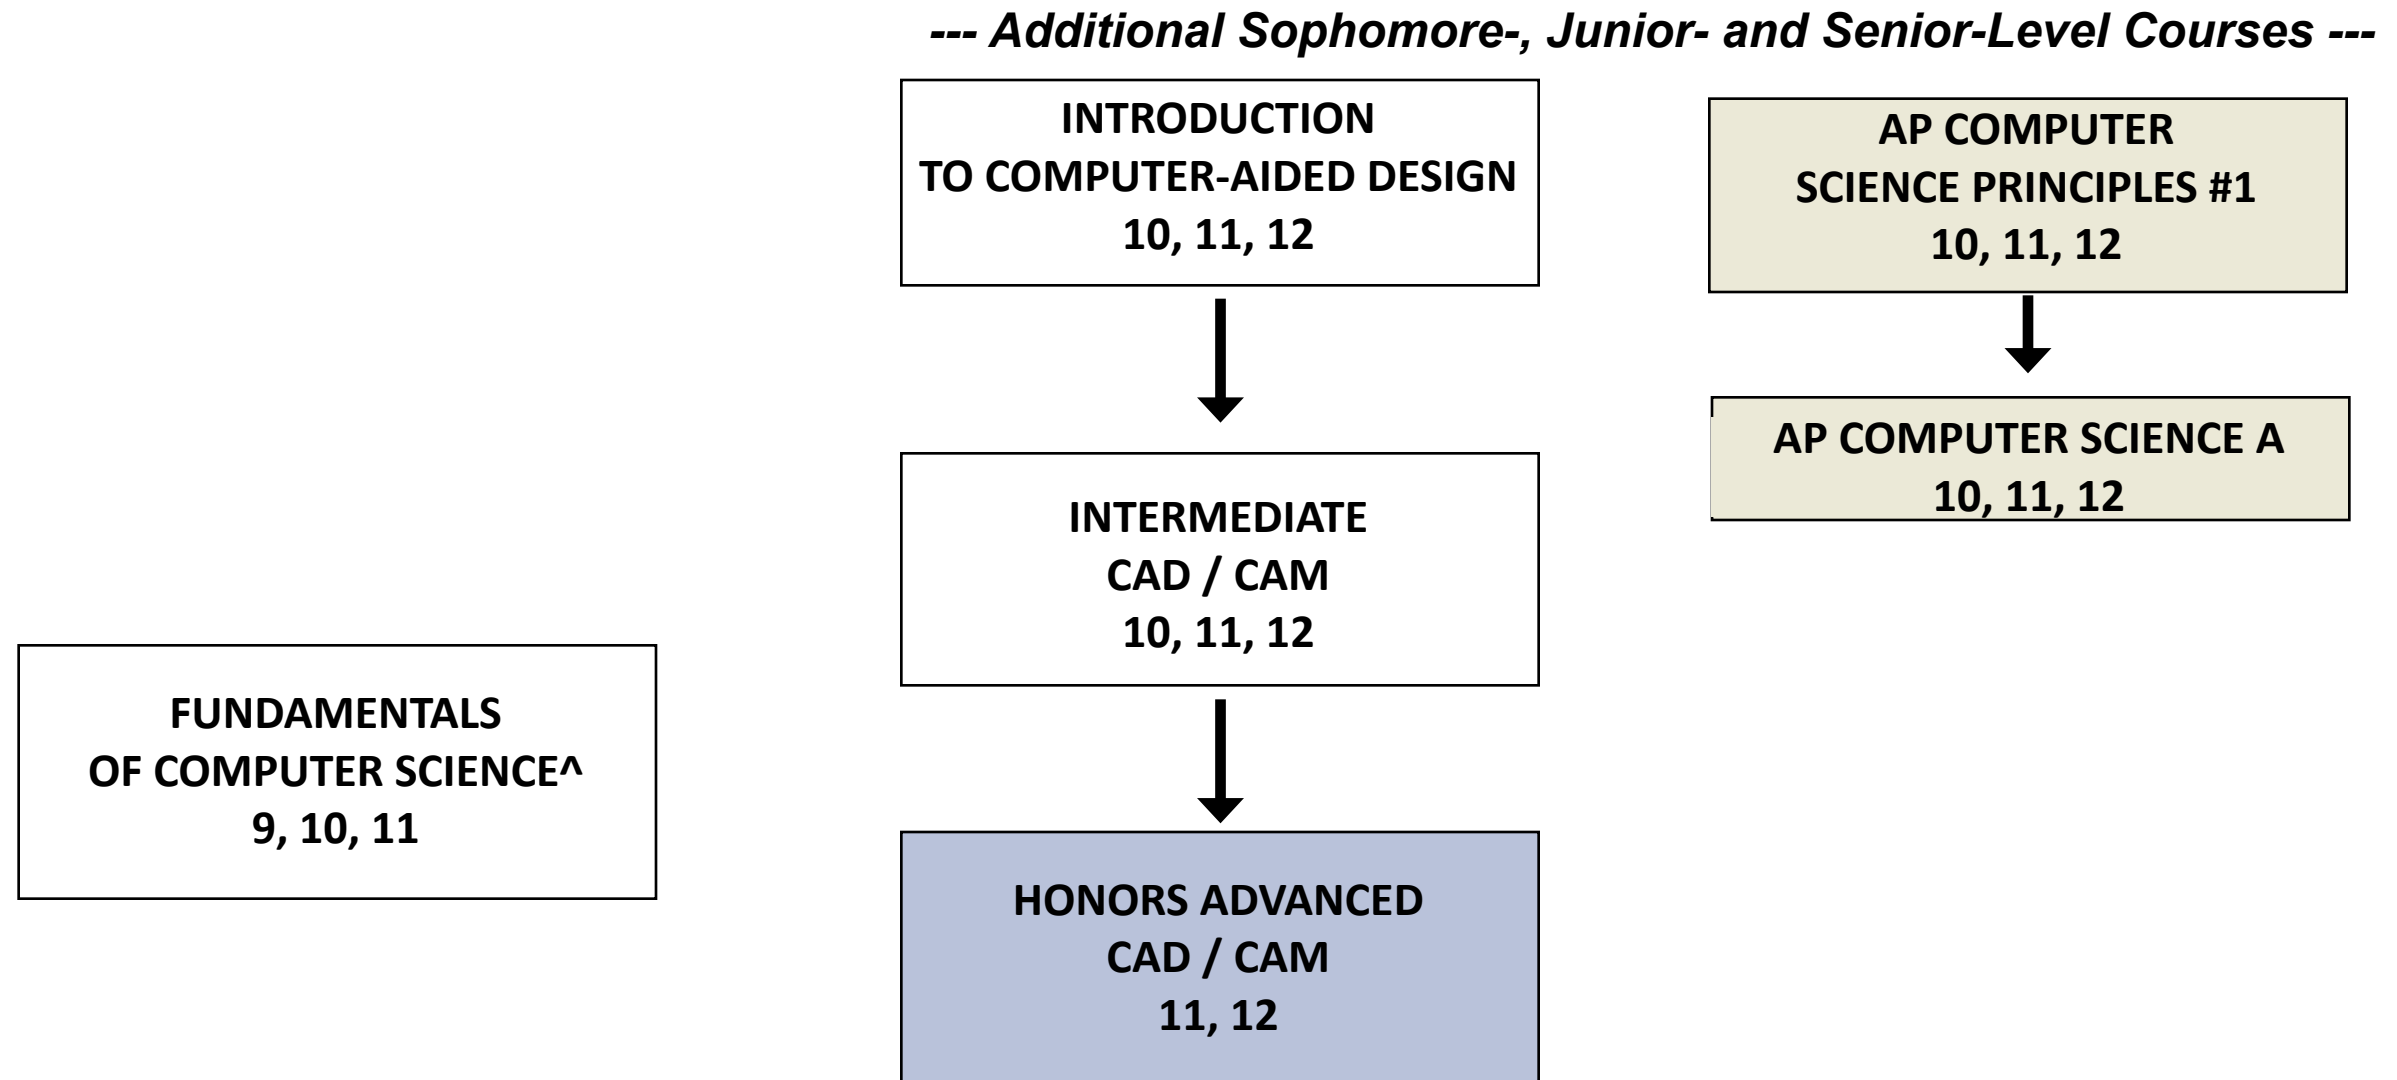 --- Additional Sophomore-, Junior- and Senior-Level Courses ---
INTRODUCTION
TO COMPUTER-AIDED DESIGN
10, 11, 12
AP COMPUTER
SCIENCE PRINCIPLES #1
10, 11, 12
AP COMPUTER SCIENCE A
10, 11, 12
INTERMEDIATE
CAD / CAM
10, 11, 12
FUNDAMENTALS
OF COMPUTER SCIENCE^
9, 10, 11
HONORS ADVANCED
CAD / CAM
11, 12